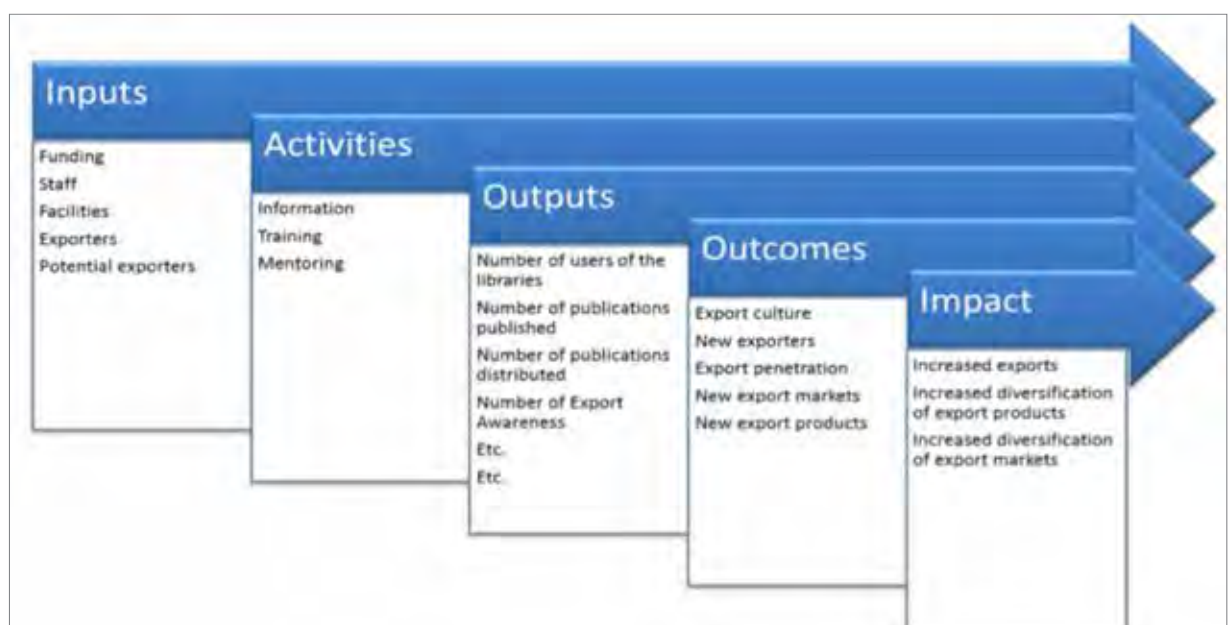 Inputs
Funding
Staff
Facilities
Exporters
Potential exporters
Activities
Information
Training
Mentoring
Outputs
Number of users of the
libraries
Number of publications
published
Number of publications
distributed
Number of Export
Awareness
Etc.
Etc.
Outcomes
Export culture
New exporters
Export penetration
New export markets
New export products
Impact
Increased exports
Increased diversification
of export products
Increased diversification
of export markets